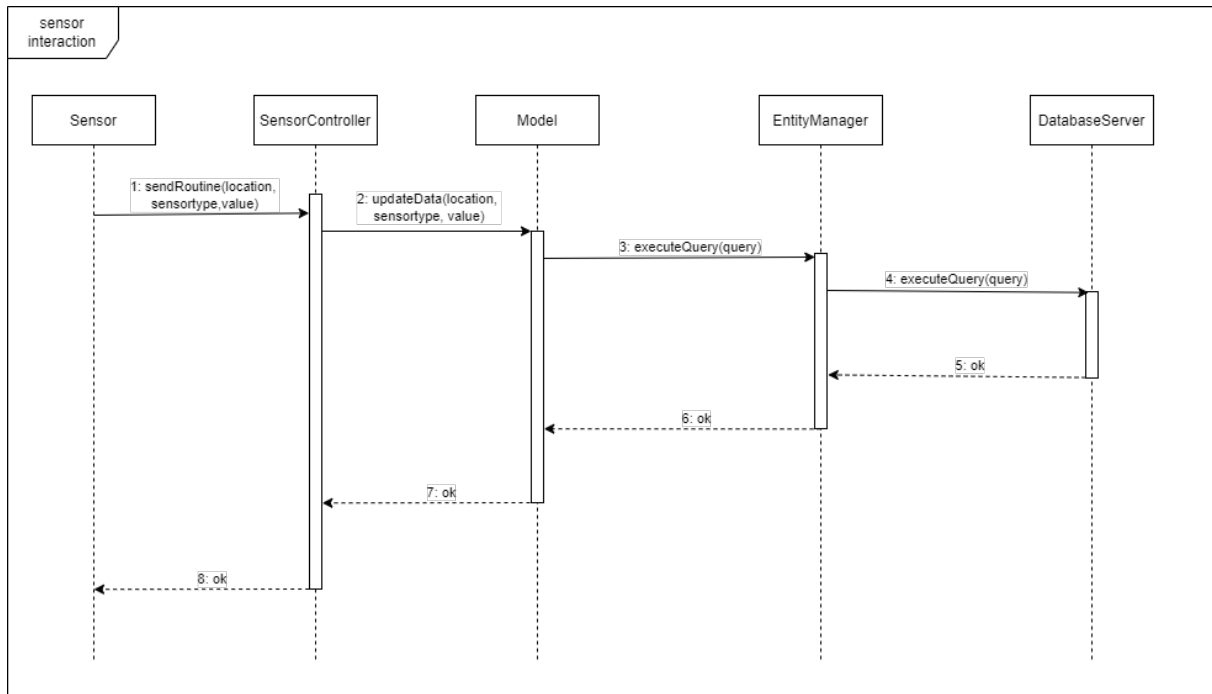 sensor
interaction
Sensor
SensorController
Model
EntityManager
DatabaseServer
1: sendRoutine(location,
sensortype,value)
2: updateData(location,
sensortype, value)
3: executeQuery(query)
4: executeQuery(query)
5: ok
6: ok
7: ok
8: ok